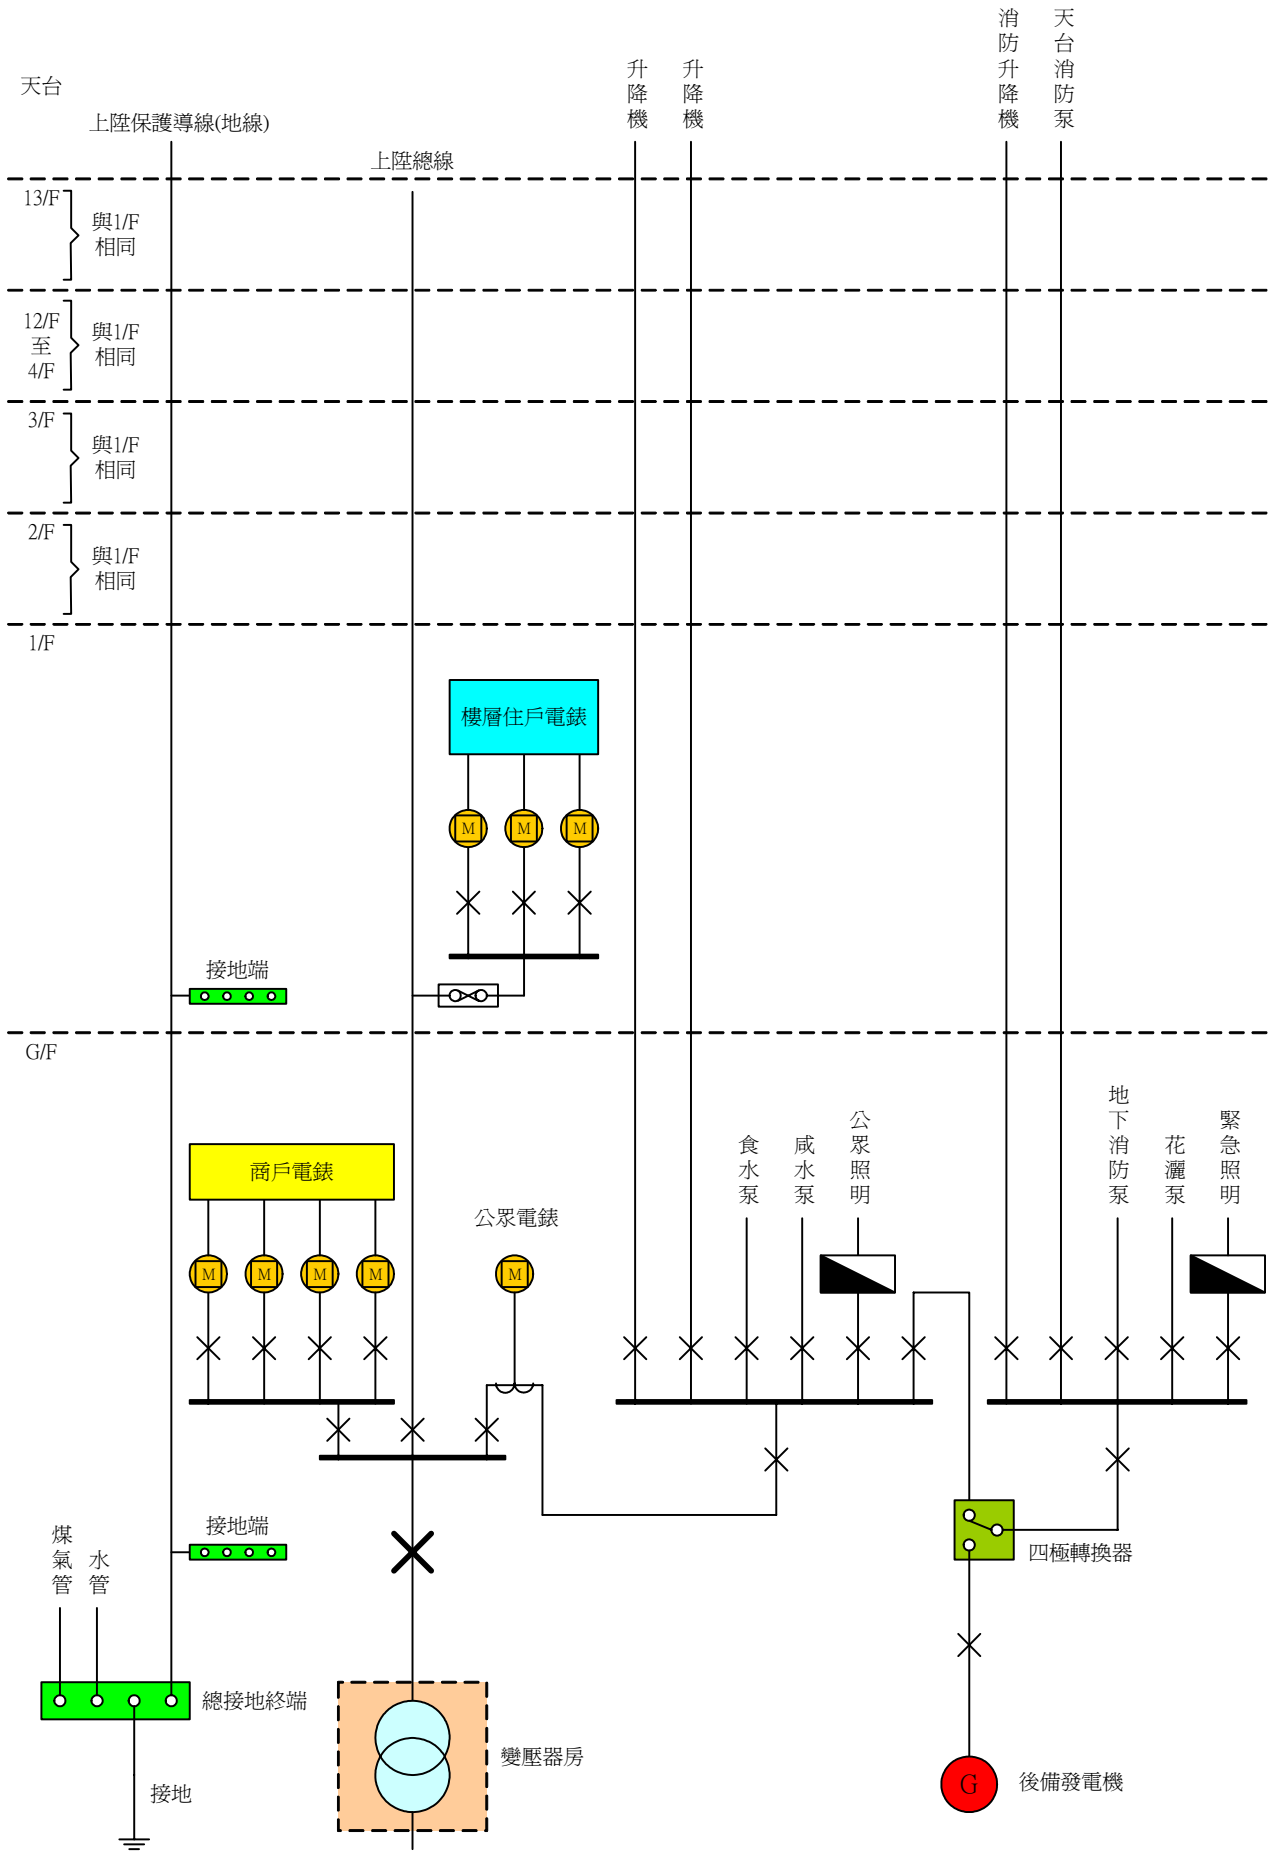 消防升降機
天台消防泵
升降機
升降機
天台
上陞保護導線(地線)
上陞總線
13/F
與1/F
相同
12/F
至
4/F
與1/F
相同
3/F
與1/F
相同
2/F
與1/F
相同
1/F
樓層住戶電錶
M
M
M
接地端
G/F
商戶電錶
M
M
M
M
公眾電錶
M
食水泵
咸水泵
公眾照明
地下消防泵
花灑泵
緊急照明
接地端
煤氣管
水管
四極轉換器
總接地終端
變壓器房
接地
G
後備發電機